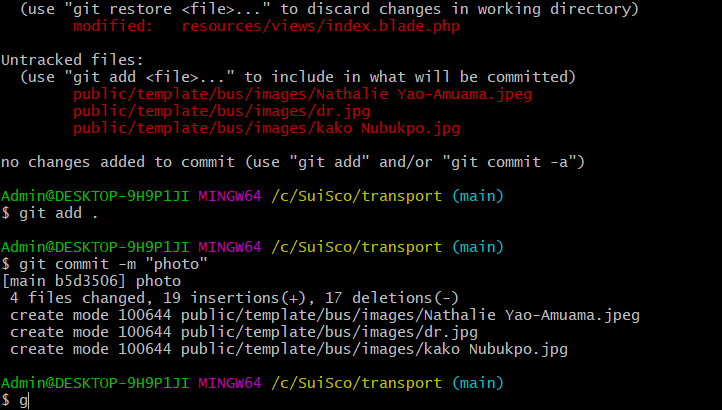 (use "git restore <file>..." to discard changes in working directory)
modified:   resources/views/index.blade.php
Untracked files:
(use "git add <file>..." to include in what will be committed)
public/template/bus/images/Nathalie Yao-Amuama.jpeg
public/template/bus/images/dr.jpg
public/template/bus/images/kako Nubukpo.jpg
no changes added to commit (use "git add" and/or "git commit -a")
Admin@DESKTOP-9H9P1JI MINGW64 /c/SuiSco/transport (main)
$ git add .
Admin@DESKTOP-9H9P1JI MINGW64 /c/SuiSco/transport (main)
$ git commit -m "photo"
[main b5d3506] photo
4 files changed, 19 insertions(+), 17 deletions(-)
create mode 100644 public/template/bus/images/Nathalie Yao-Amuama.jpeg
create mode 100644 public/template/bus/images/dr.jpg
create mode 100644 public/template/bus/images/kako Nubukpo.jpg
Admin@DESKTOP-9H9P1JI MINGW64 /c/SuiSco/transport (main)
$ g